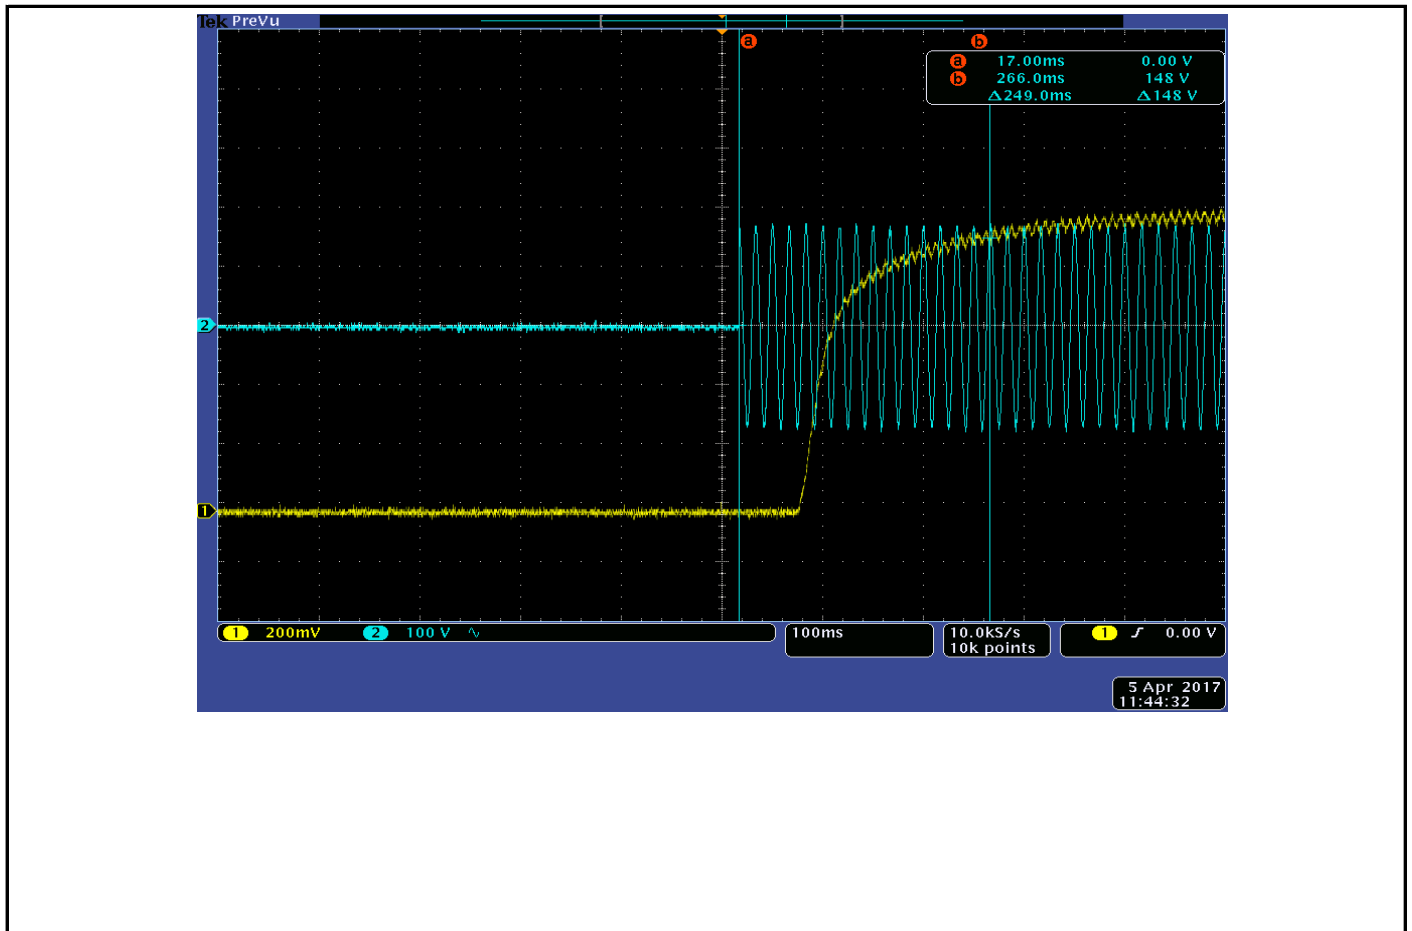 Tek PreVu
a b
a 17.00ms 0.00 V
b 266.0ms 148 V
Δ249.0ms Δ148 V
2
1
1 200mV 2 100 V ∿
100ms
10.0kS/s
10k points
1 0.00 V
5 Apr 2017
11:44:32